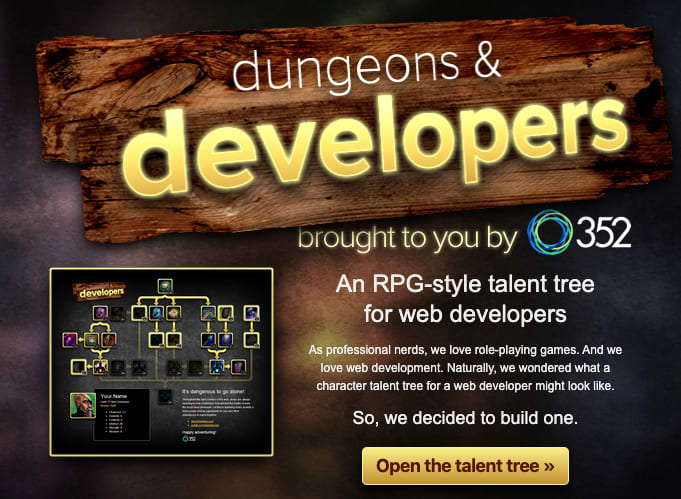 dungeons &
developers
brought to you by 352
developers
Your Name
It's dangerous to go alone!
Happy adventuring!
352
An RPG-style talent tree
for web developers
As professional nerds, we love role-playing games. And we
love web development. Naturally, we wondered what a
character talent tree for a web developer might look like.
So, we decided to build one.
Open the talent tree »